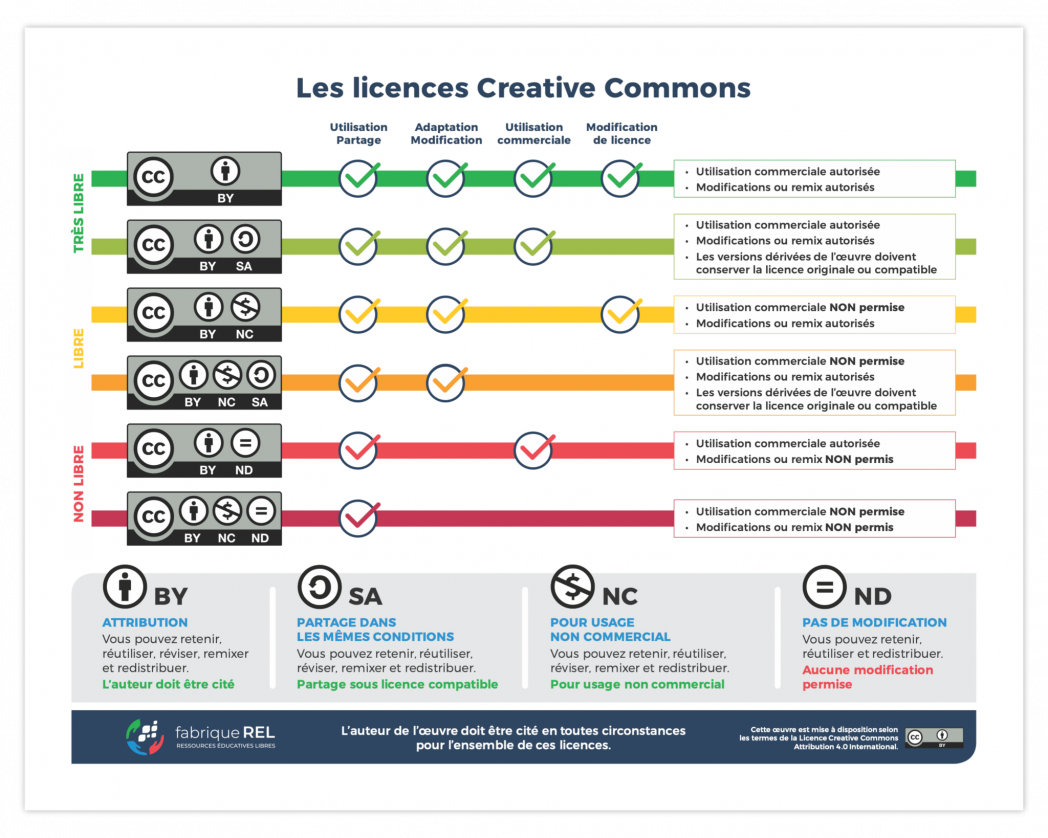 Les licences Creative Commons
Utilisation
Partage
Adaptation
Modification
Utilisation
commerciale
Modification
de licence
TRÈS LIBRE
LIBRE
NON LIBRE
CC
BY
• Utilisation commerciale autorisée
• Modifications ou remix autorisés
CC
BY SA
• Utilisation commerciale autorisée
• Modifications ou remix autorisés
• Les versions dérivées de l'œuvre doivent
conserver la licence originale ou compatible
CC
BY NC
• Utilisation commerciale NON permise
• Modifications ou remix autorisés
CC
BY NC SA
• Utilisation commerciale NON permise
• Modifications ou remix autorisés
• Les versions dérivées de l'œuvre doivent
conserver la licence originale ou compatible
CC
BY ND
• Utilisation commerciale autorisée
• Modifications ou remix NON permis
CC
BY NC ND
• Utilisation commerciale NON permise
• Modifications ou remix NON permis
BY
ATTRIBUTION
Vous pouvez retenir,
réutiliser, réviser, remixer
et redistribuer.
L'auteur doit être cité
SA
PARTAGE DANS
LES MÊMES CONDITIONS
Vous pouvez retenir, réutiliser,
réviser, remixer et redistribuer.
Partage sous licence compatible
$ NC
POUR USAGE
NON COMMERCIAL
Vous pouvez retenir, réutiliser,
réviser, remixer et redistribuer.
Pour usage non commercial
= ND
PAS DE MODIFICATION
Vous pouvez retenir,
réutiliser et redistribuer.
Aucune modification
permise
fabrique REL
RESSOURCES ÉDUCATIVES LIBRES
L'auteur de l'œuvre doit être cité en toutes circonstances
pour l'ensemble de ces licences.
Cette œuvre est mise à disposition selon
les termes de la Licence Creative Commons
Attribution 4.0 International.
CC
BY